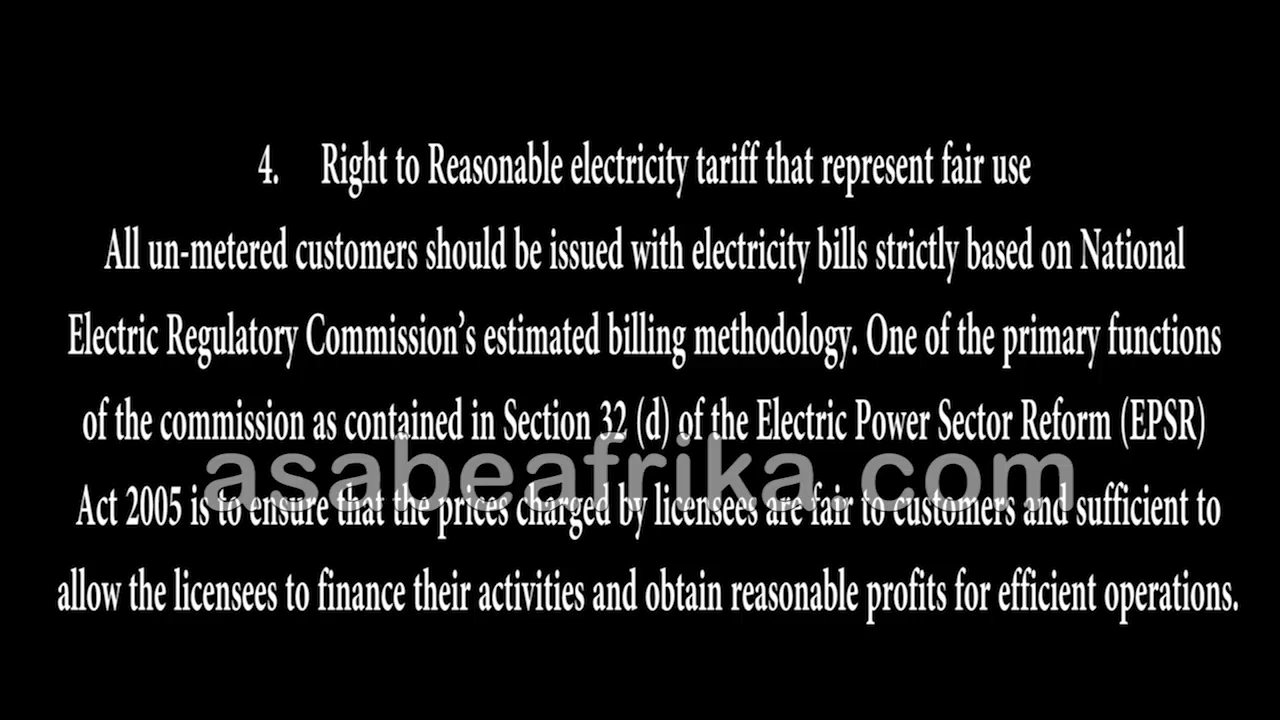 4. Right to Reasonable electricity tariff that represent fair use
All un-metered customers should be issued with electricity bills strictly based on National
Electric Regulatory Commission’s estimated billing methodology. One of the primary functions
of the commission as contained in Section 32 (d) of the Electric Power Sector Reform (EPSR)
asabeafrika.com
Act 2005 is to ensure that the prices charged by licensees are fair to customers and sufficient to
allow the licensees to finance their activities and obtain reasonable profits for efficient operations.